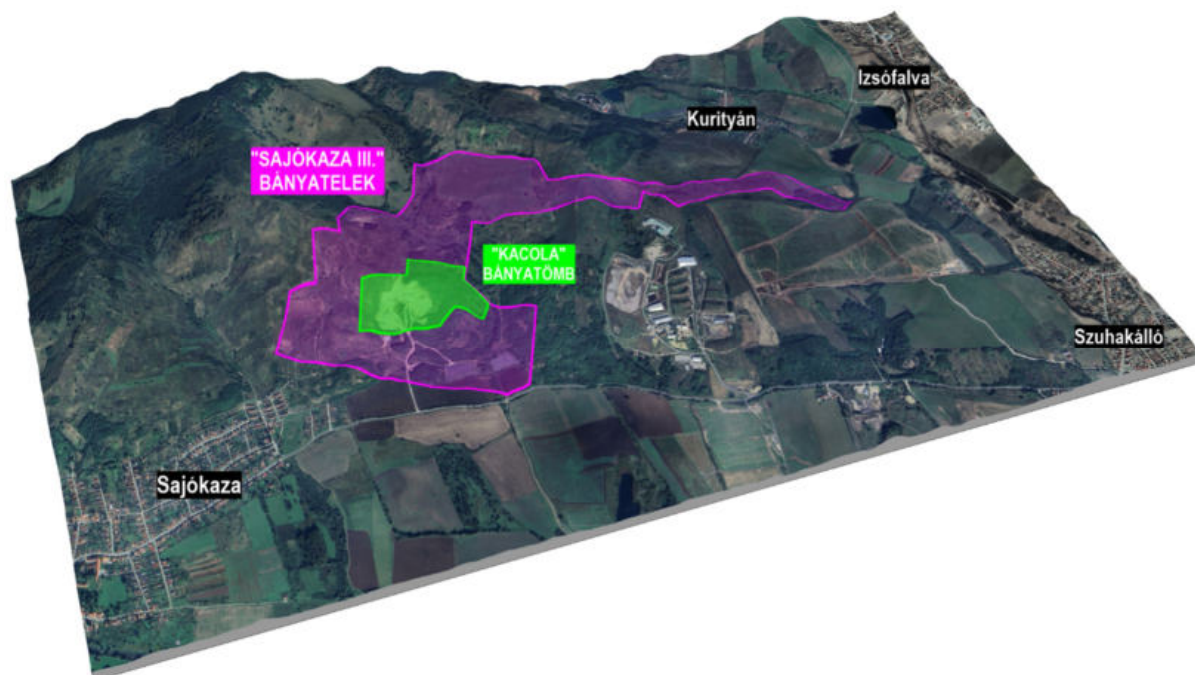 Izsófalva
Kurityán
"SAJÓKAZA III."
BÁNYATELEK
"KACOLA"
BÁNYATÖMB
Szuhakálló
Sajókaza